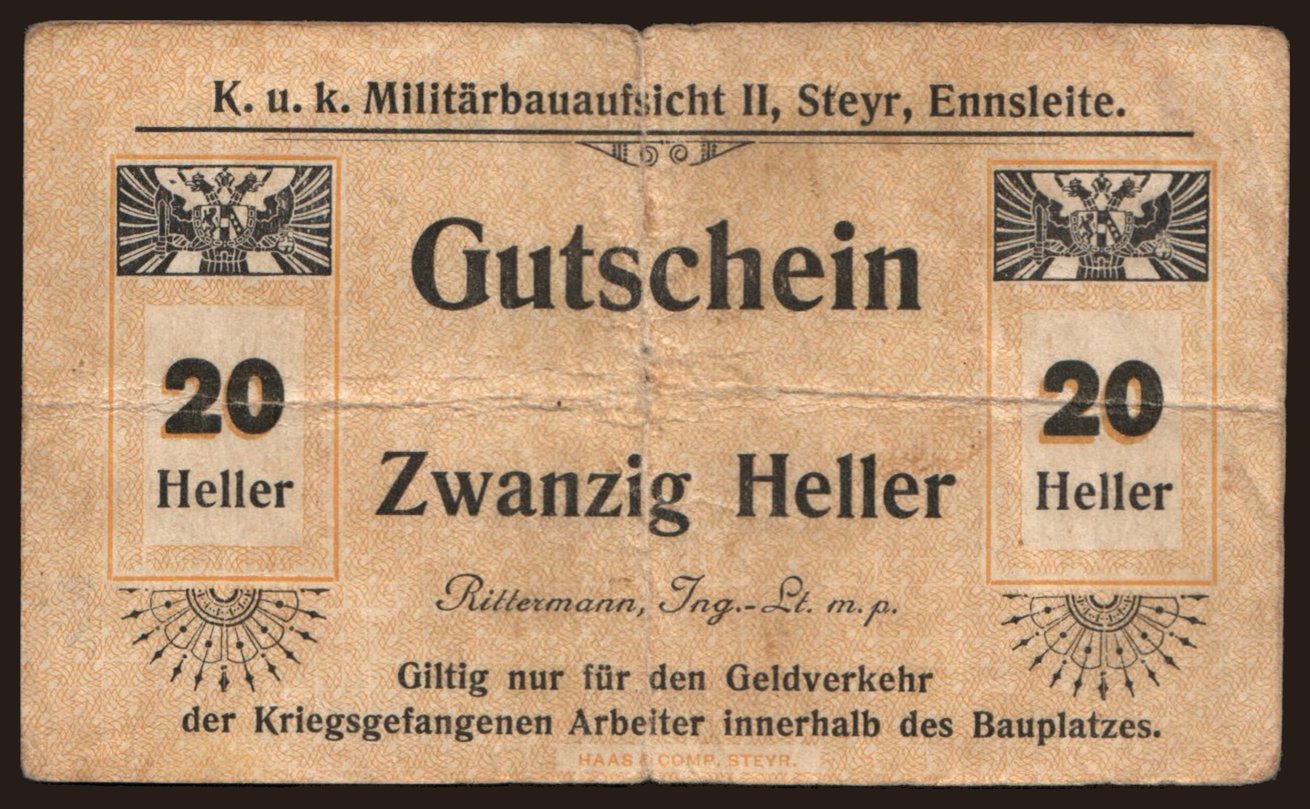 K. u. k. Militärbauaufsicht II, Steyr, Ennsleite.
Gutschein
20
Heller
20
Heller
Zwanzig Heller
Rittermann, Ing.-Lt. m. p.
Giltig nur für den Geldverkehr
der Kriegsgefangenen Arbeiter innerhalb des Bauplatzes.
HAAS & COMP. STEYR.